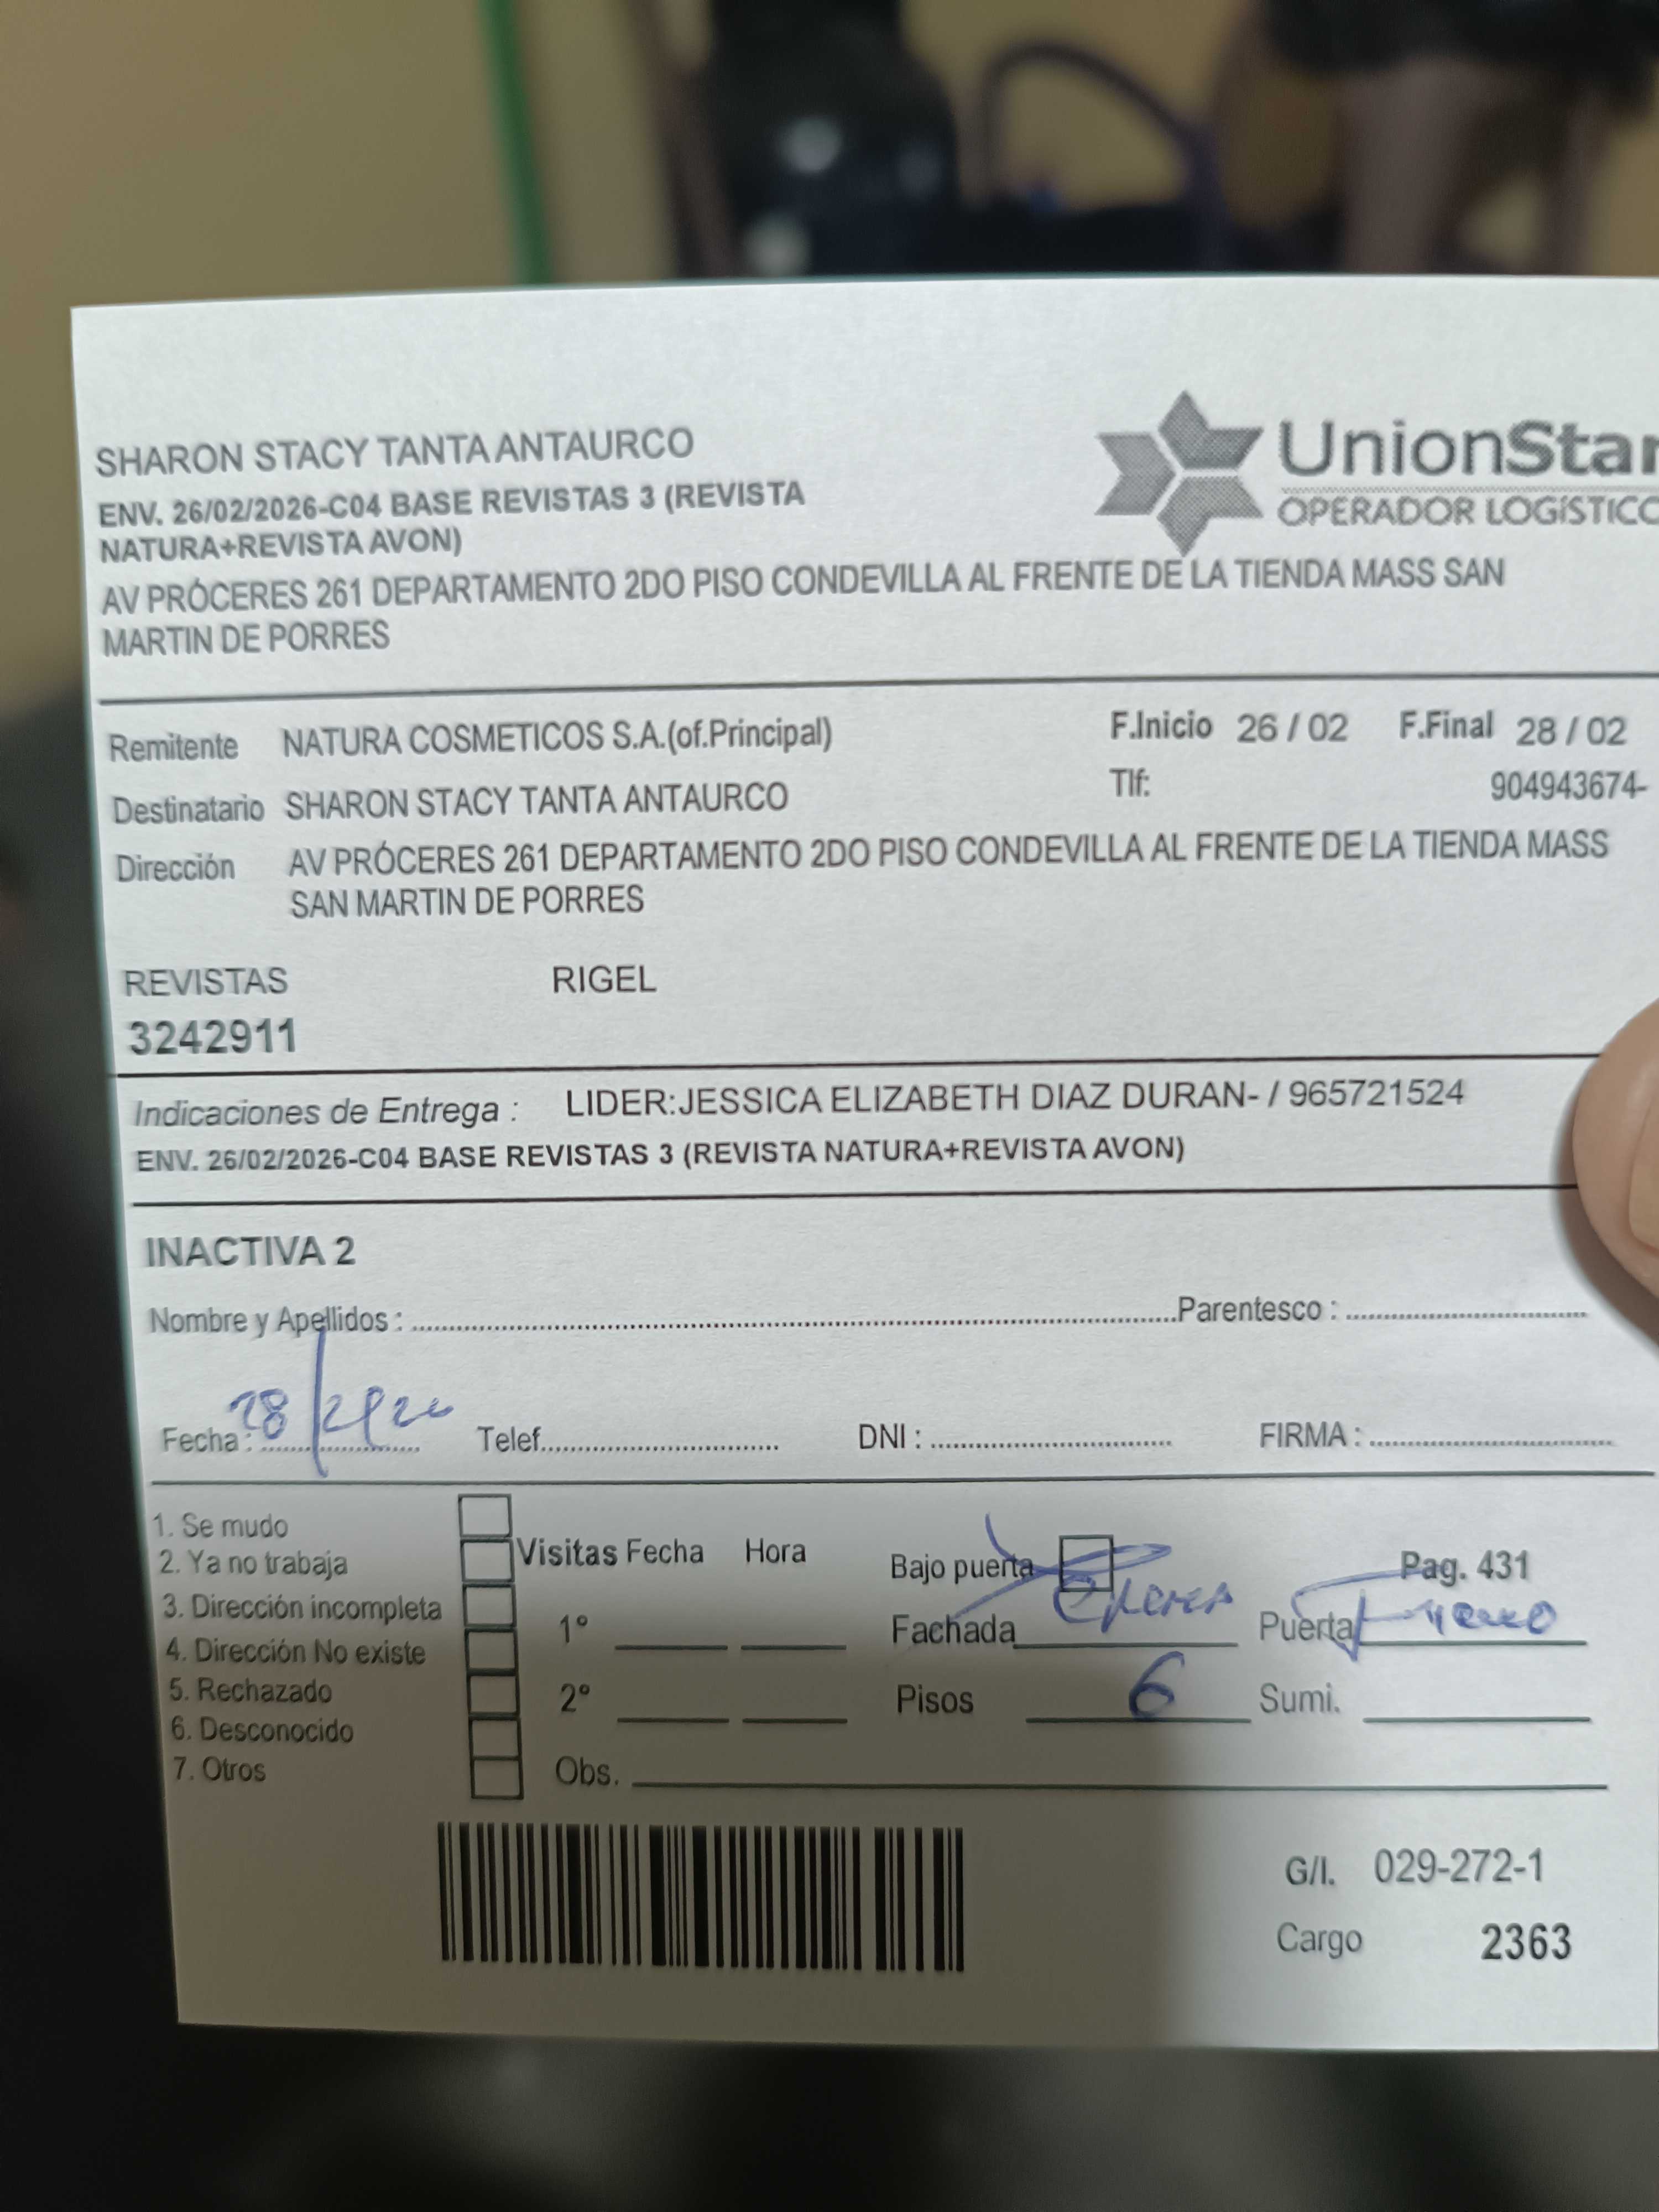 SHARON STACY TANTA ANTAURCO
ENV. 26/02/2026-C04 BASE REVISTAS 3 (REVISTA
NATURA+REVISTA AVON)
UnionStar
OPERADOR LOGÍSTICO
AV PRÓCERES 261 DEPARTAMENTO 2DO PISO CONDEVILLA AL FRENTE DE LA TIENDA MASS SAN
MARTIN DE PORRES
Remitente NATURA COSMETICOS S.A.(of.Principal) F.Inicio 26 / 02 F.Final 28 / 02
Destinatario SHARON STACY TANTA ANTAURCO Tlf: 904943674-
Dirección AV PRÓCERES 261 DEPARTAMENTO 2DO PISO CONDEVILLA AL FRENTE DE LA TIENDA MASS
SAN MARTIN DE PORRES
REVISTAS RIGEL
3242911
Indicaciones de Entrega : LIDER:JESSICA ELIZABETH DIAZ DURAN- / 965721524
ENV. 26/02/2026-C04 BASE REVISTAS 3 (REVISTA NATURA+REVISTA AVON)
INACTIVA 2
Nombre y Apellidos : Parentesco :
Fecha : 28/2/26 Telef. DNI : FIRMA :
1. Se mudo
2. Ya no trabaja
3. Dirección incompleta
4. Dirección No existe
5. Rechazado
6. Desconocido
7. Otros
Visitas Fecha Hora
1°
2°
Obs.
Bajo puerta Pag. 431
Fachada Puerta
Pisos 6 Sumi.
G/I. 029-272-1
Cargo 2363